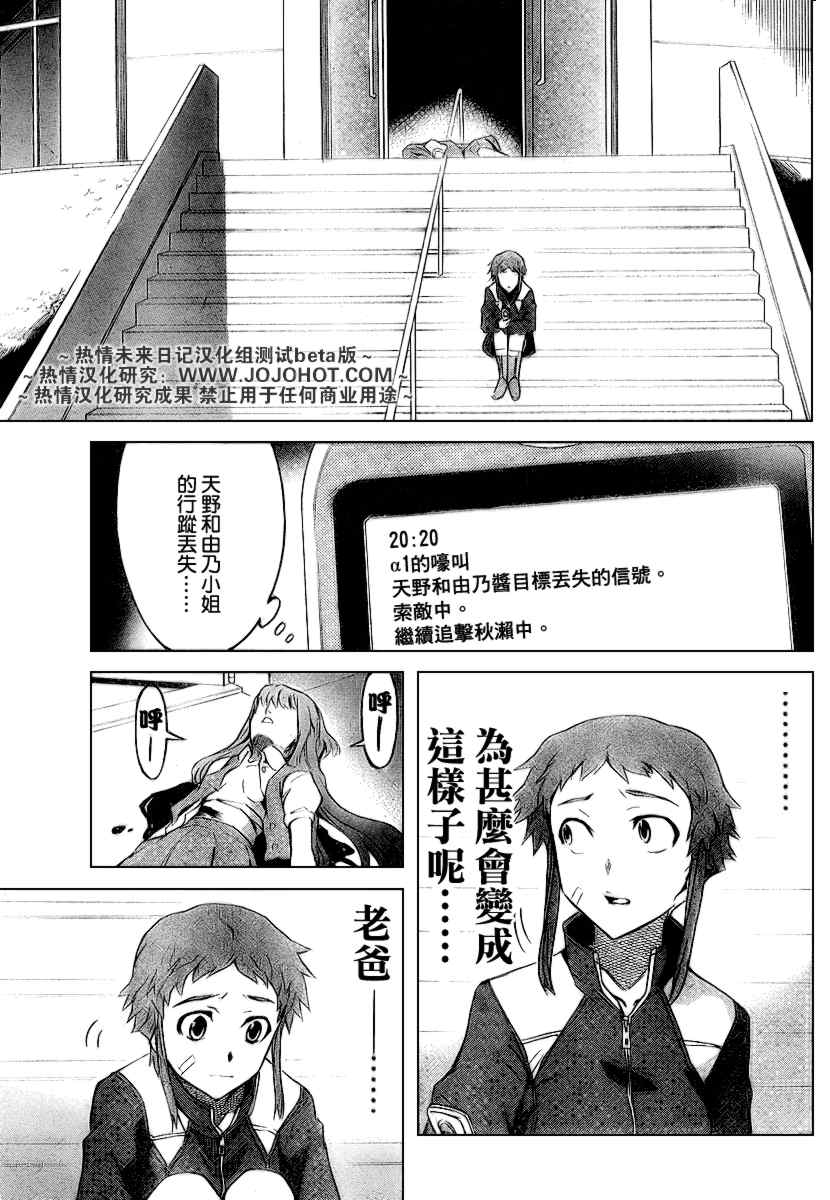 ~热情未来日记汉化组测试beta版~
~热情汉化研究：WWW.JOJOHOT.COM~
~热情汉化研究成果 禁止用于任何商业用途~
20:20
α1的嚎叫
天野和由乃醬目標丟失的信號。
索敵中。
繼續追擊秋瀨中。
天野和由乃小姐
的行蹤丟失……
…………
為甚麼會變成
這樣子呢……
呼—
呼—
老爸——……